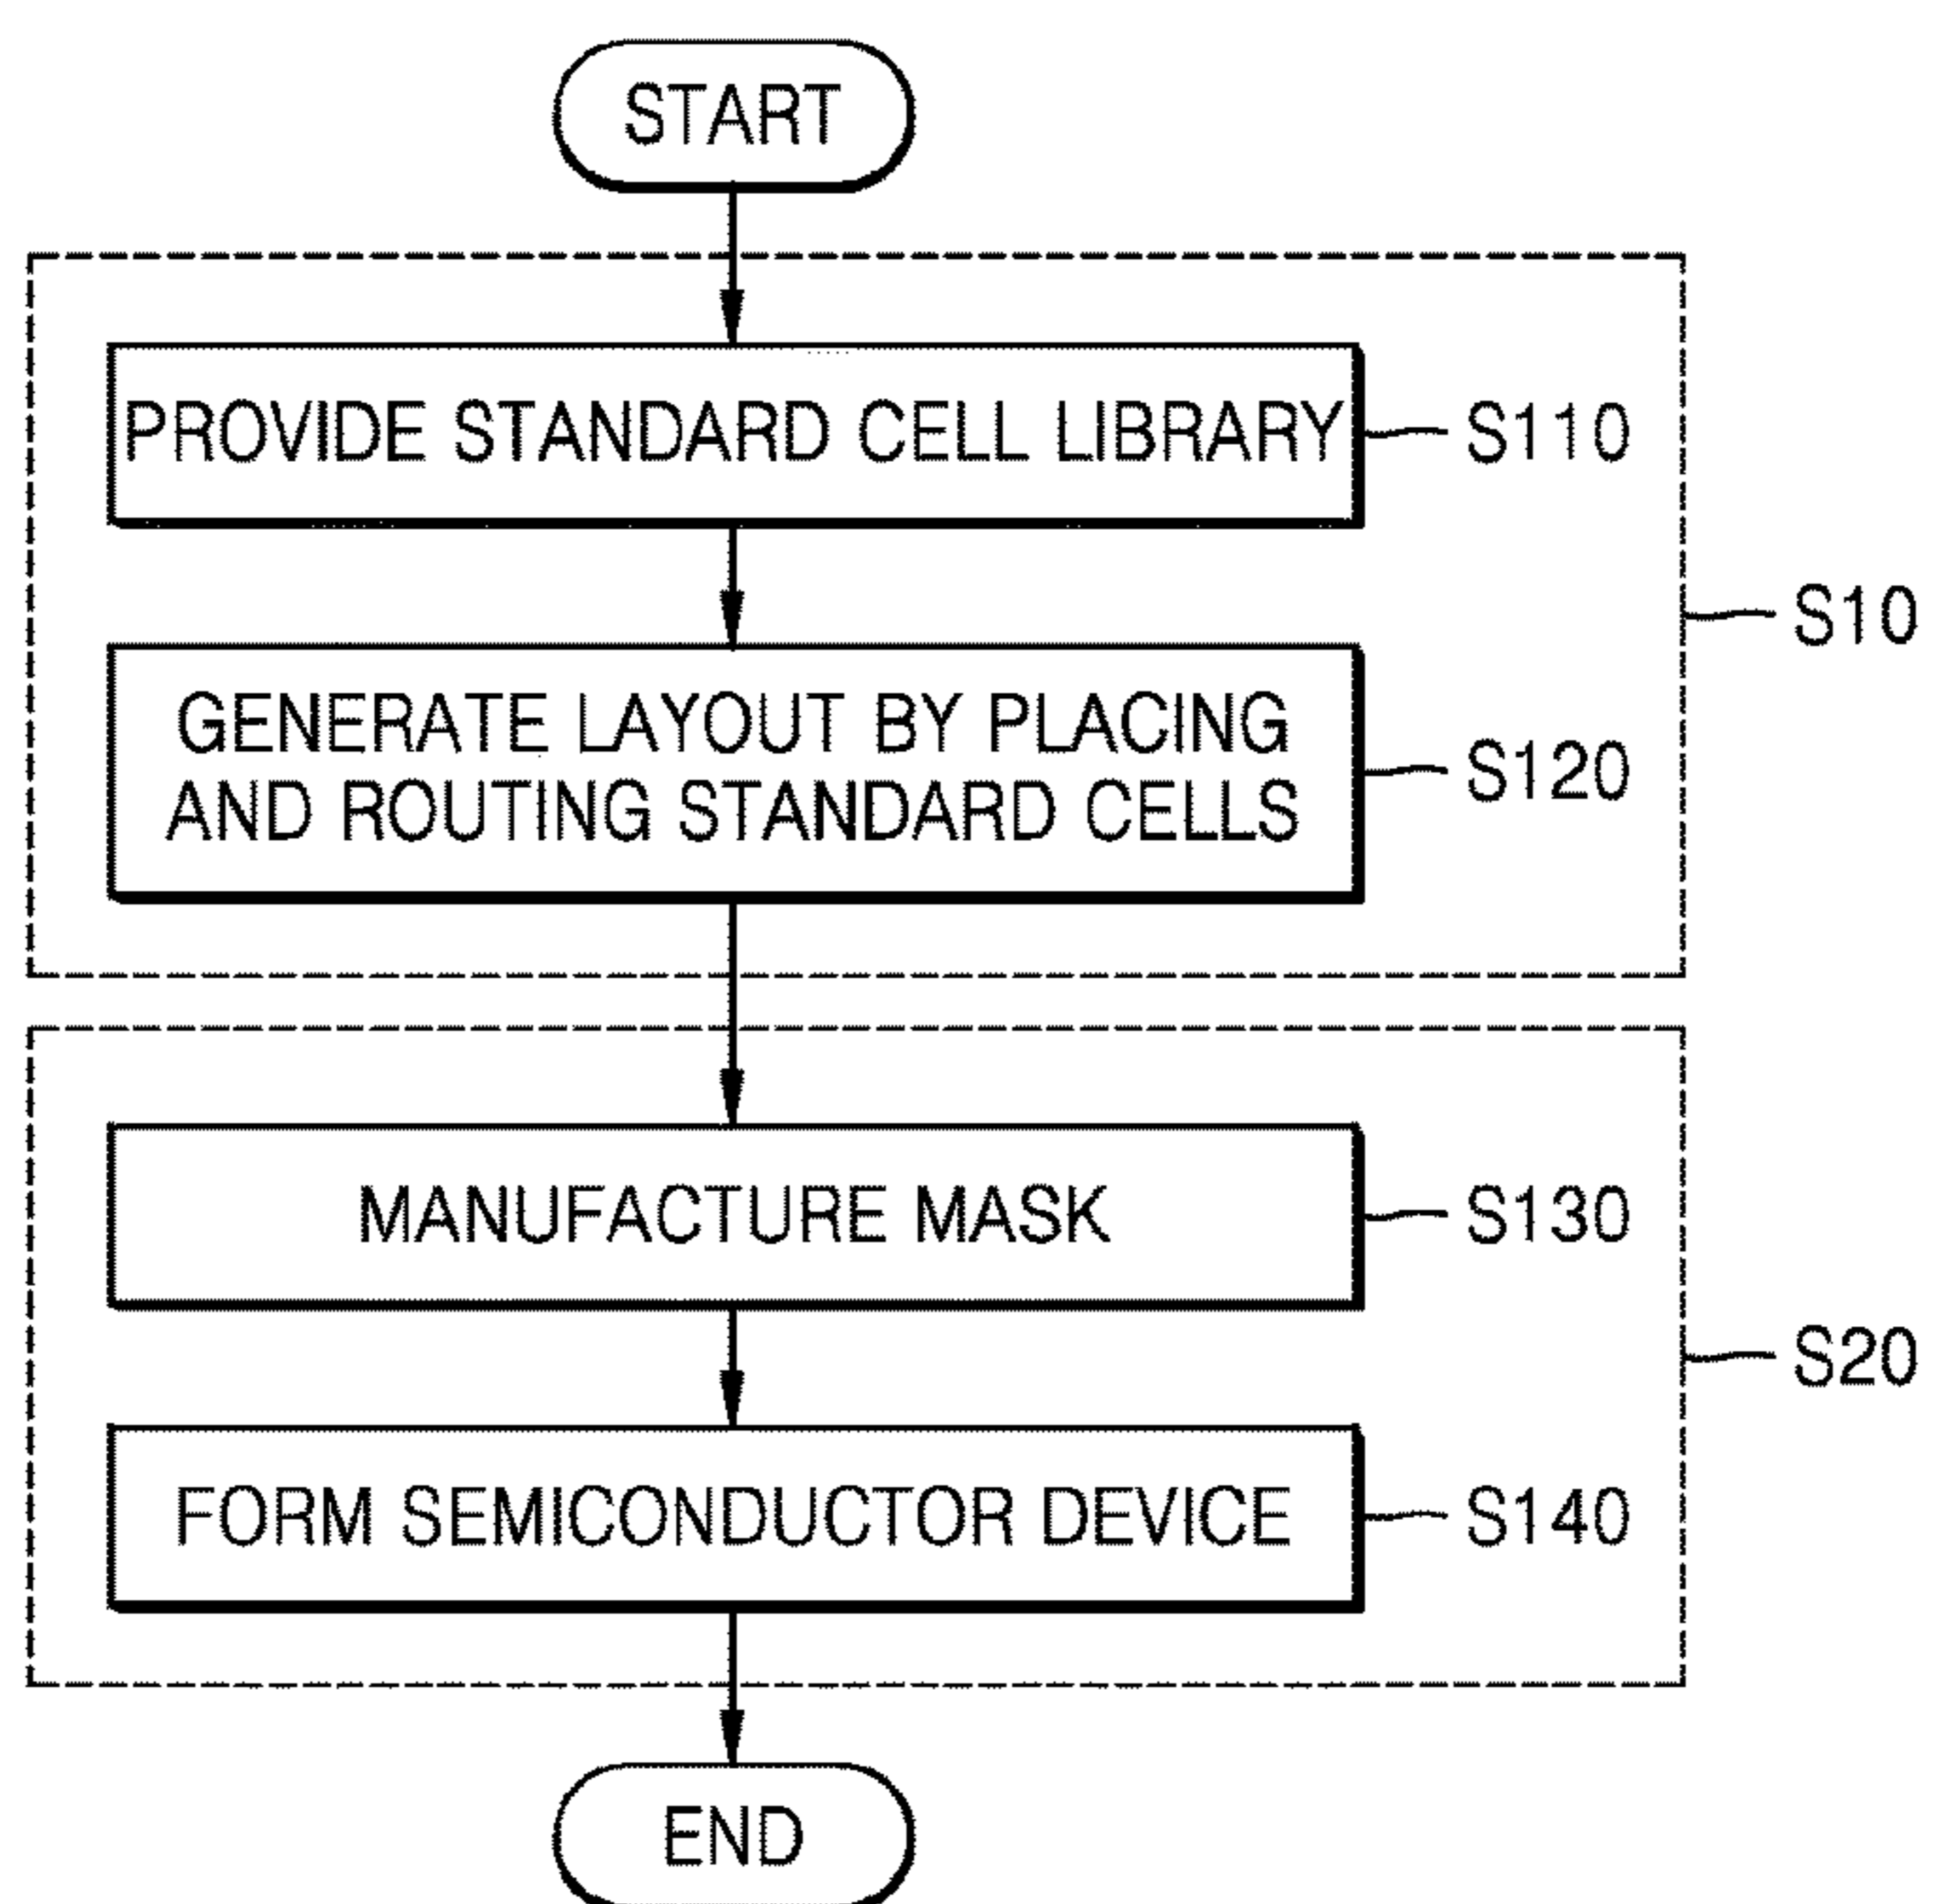 START
PROVIDE STANDARD CELL LIBRARY
S110
S10
GENERATE LAYOUT BY PLACING
AND ROUTING STANDARD CELLS
S120
MANUFACTURE MASK
S130
S20
FORM SEMICONDUCTOR DEVICE
S140
END